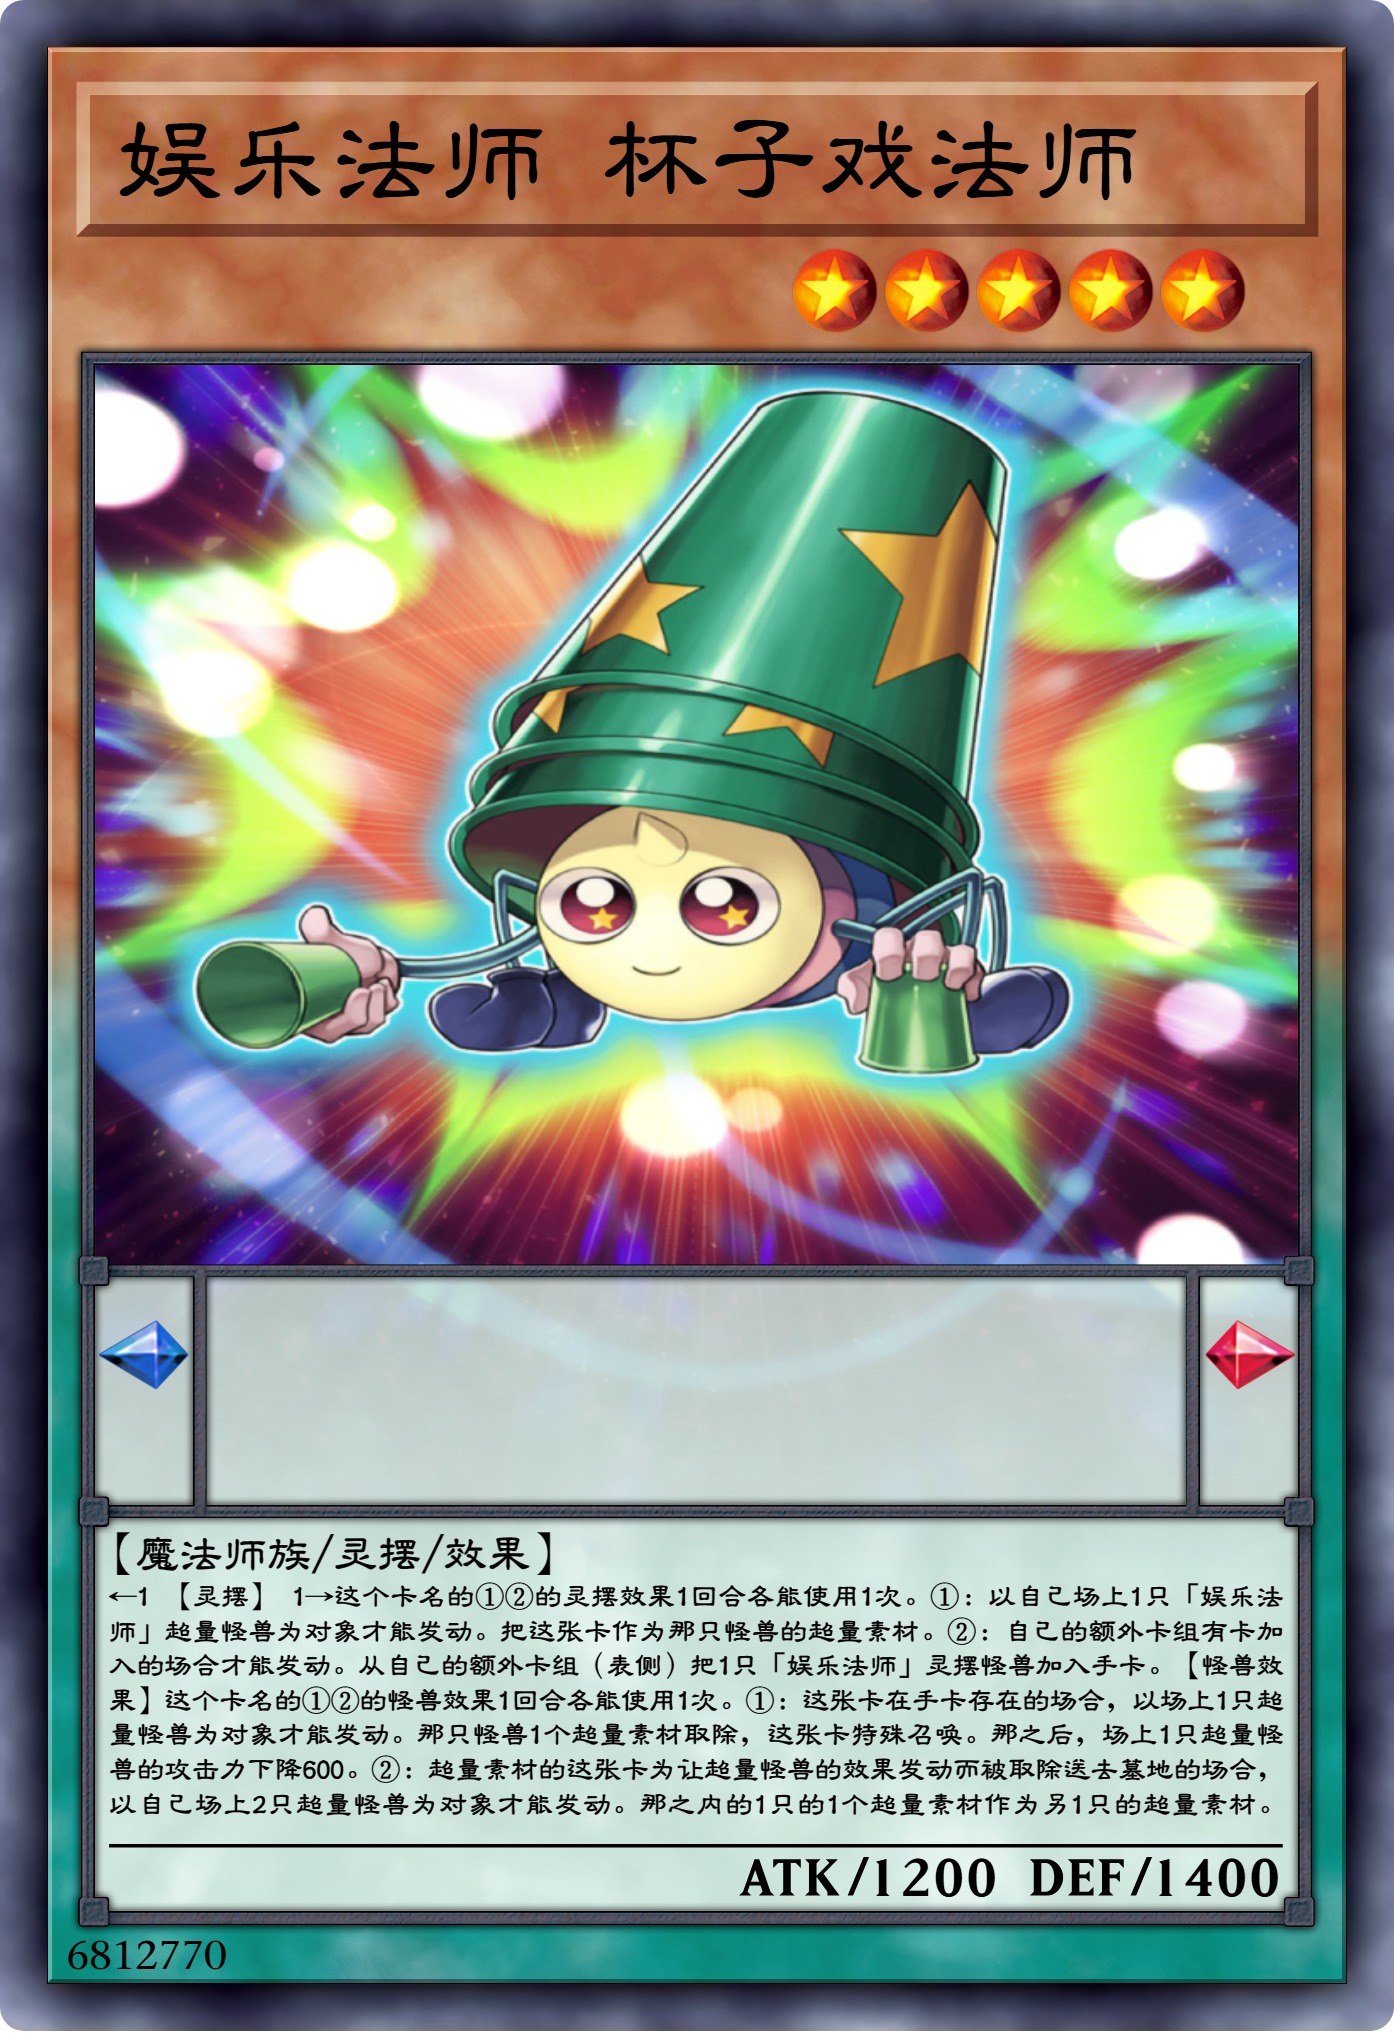 娱乐法师 杯子戏法师
【魔法师族/灵摆/效果】
←1 【灵摆】 1→这个卡名的①②的灵摆效果1回合各能使用1次。①：以自己场上1只「娱乐法
师」超量怪兽为对象才能发动。把这张卡作为那只怪兽的超量素材。②：自己的额外卡组有卡加
入的场合才能发动。从自己的额外卡组（表侧）把1只「娱乐法师」灵摆怪兽加入手卡。【怪兽效
果】这个卡名的①②的怪兽效果1回合各能使用1次。①：这张卡在手卡存在的场合，以场上1只超
量怪兽为对象才能发动。那只怪兽1个超量素材取除，这张卡特殊召唤。那之后，场上1只超量怪
兽的攻击力下降600。②：超量素材的这张卡为让超量怪兽的效果发动而被取除送去墓地的场合，
以自己场上2只超量怪兽为对象才能发动。那之内的1只的1个超量素材作为另1只的超量素材。
ATK/1200 DEF/1400
6812770